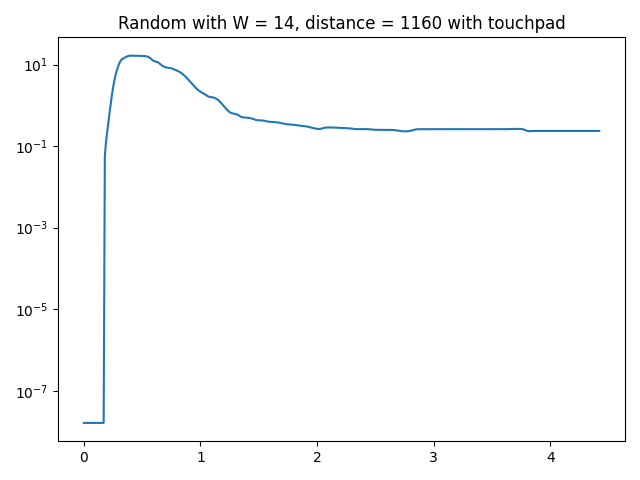 Random with W = 14, distance = 1160 with touchpad
10¹
10⁻¹
10⁻³
10⁻⁵
10⁻⁷
0 1 2 3 4